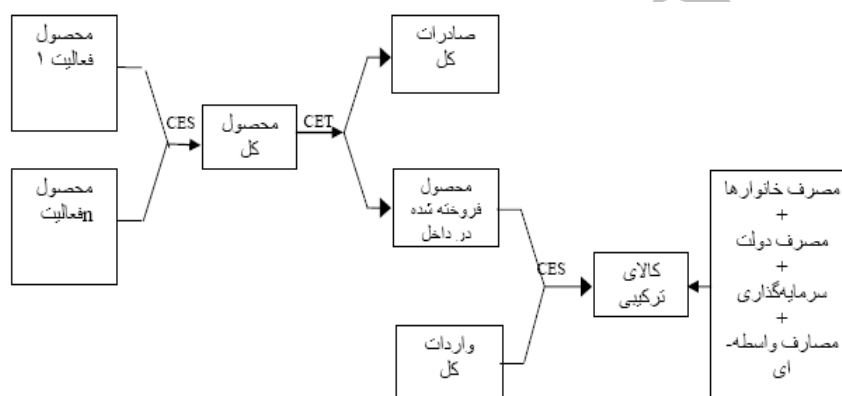 محصول
فعالیت ۱
محصول
فعالیتn
CES
محصول
کل
CET
صادرات
کل
محصول
فروخته شده
در داخل
واردات
کل
CES
کالای
ترکیبی
مصرف خانوارها
+
مصرف دولت
+
سرمایه‌گذاری
+
مصارف واسطه-
ای